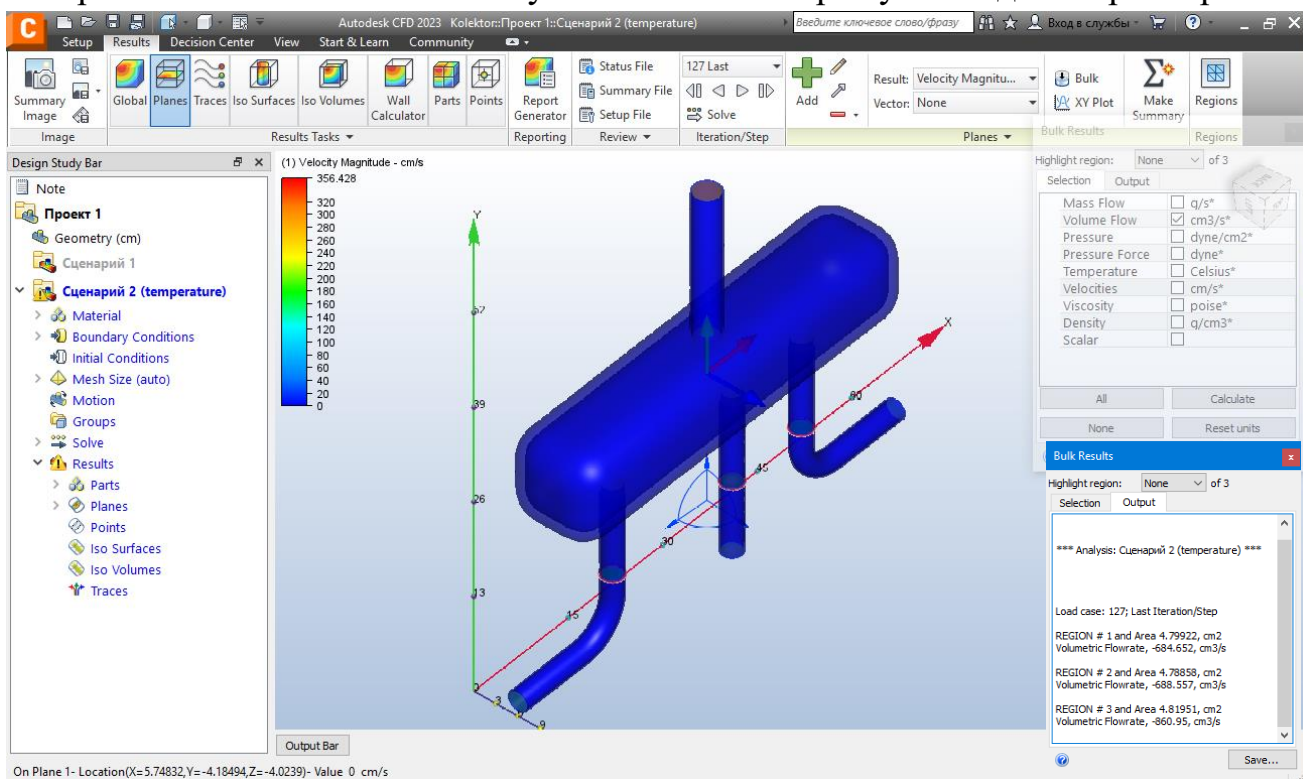 Autodesk CFD 2023 Kolektor::Проект 1::Сценарий 2 (temperature)
Введите ключевое слово/фразу
Вход в службы
Setup Results Decision Center View Start & Learn Community
Summary Image
Global Planes Traces Iso Surfaces Iso Volumes Wall Calculator Parts Points
Report Generator
Status File
Summary File
Setup File
127 Last
Solve
Add
Result: Velocity Magnitu...
Vector: None
Bulk
XY Plot
Make Summary
Regions
Image Results Tasks Reporting Review Iteration/Step Planes Regions
Design Study Bar
Note
Проект 1
Geometry (cm)
Сценарий 1
Сценарий 2 (temperature)
Material
Boundary Conditions
Initial Conditions
Mesh Size (auto)
Motion
Groups
Solve
Results
Parts
Planes
Points
Iso Surfaces
Iso Volumes
Traces
(1) Velocity Magnitude - cm/s
356.428
320
300
280
260
240
220
200
180
160
140
120
100
80
60
40
20
0
Y
39
26
13
X
60
45
30
15
3
9
Bulk Results
Highlight region: None of 3
Selection Output
Mass Flow g/s*
Volume Flow cm3/s*
Pressure dyne/cm2*
Pressure Force dyne*
Temperature Celsius*
Velocities cm/s*
Viscosity poise*
Density g/cm3*
Scalar
All Calculate
None Reset units
Bulk Results
Highlight region: None of 3
Selection Output
*** Analysis: Сценарий 2 (temperature) ***
Load case: 127; Last Iteration/Step
REGION # 1 and Area 4.79922, cm2
Volumetric Flowrate, -684.652, cm3/s
REGION # 2 and Area 4.78858, cm2
Volumetric Flowrate, -688.557, cm3/s
REGION # 3 and Area 4.81951, cm2
Volumetric Flowrate, -860.95, cm3/s
Save...
Output Bar
On Plane 1- Location(X=5.74832,Y=-4.18494,Z=-4.0239)- Value 0 cm/s